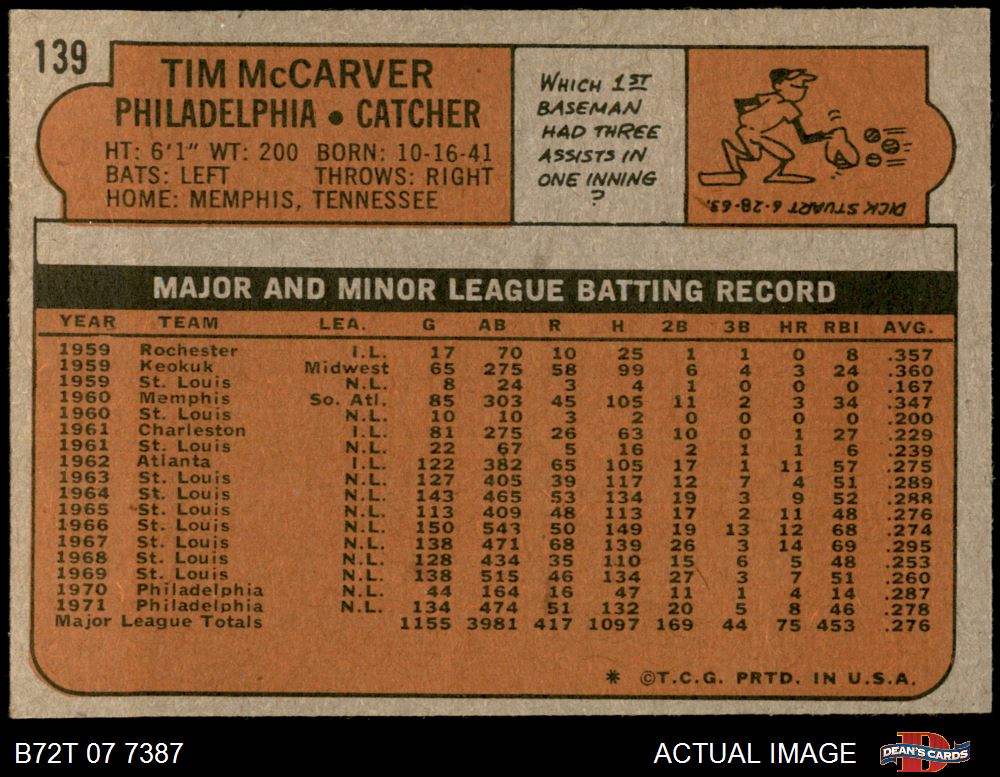 139
TIM McCARVER
PHILADELPHIA • CATCHER
HT: 6'1" WT: 200 BORN: 10-16-41
BATS: LEFT THROWS: RIGHT
HOME: MEMPHIS, TENNESSEE
WHICH 1ST
BASEMAN
HAD THREE
ASSISTS IN
ONE INNING
?
DICK STUART 6-28-63.
MAJOR AND MINOR LEAGUE BATTING RECORD
YEAR TEAM LEA. G AB R H 2B 3B HR RBI AVG.
1959 Rochester I.L. 17 70 10 25 1 1 0 8 .357
1959 Keokuk Midwest 65 275 58 99 6 4 3 24 .360
1959 St. Louis N.L. 8 24 3 4 1 0 0 0 .167
1960 Memphis So. Atl. 85 303 45 105 11 2 3 34 .347
1960 St. Louis N.L. 10 10 3 2 0 0 0 0 .200
1961 Charleston I.L. 81 275 26 63 10 0 1 27 .229
1961 St. Louis N.L. 22 67 5 16 2 1 1 6 .239
1962 Atlanta I.L. 122 382 65 105 17 1 11 57 .275
1963 St. Louis N.L. 127 405 39 117 12 7 4 51 .289
1964 St. Louis N.L. 143 465 53 134 19 3 9 52 .288
1965 St. Louis N.L. 113 409 48 113 17 2 11 48 .276
1966 St. Louis N.L. 150 543 50 149 19 13 12 68 .274
1967 St. Louis N.L. 138 471 68 139 26 3 14 69 .295
1968 St. Louis N.L. 128 434 35 110 15 6 5 48 .253
1969 St. Louis N.L. 138 515 46 134 27 3 7 51 .260
1970 Philadelphia N.L. 44 164 16 47 11 1 4 14 .287
1971 Philadelphia N.L. 134 474 51 132 20 5 8 46 .278
Major League Totals 1155 3981 417 1097 169 44 75 453 .276
* ©T.C.G. PRTD. IN U.S.A.
B72T 07 7387 ACTUAL IMAGE DEAN'S CARDS